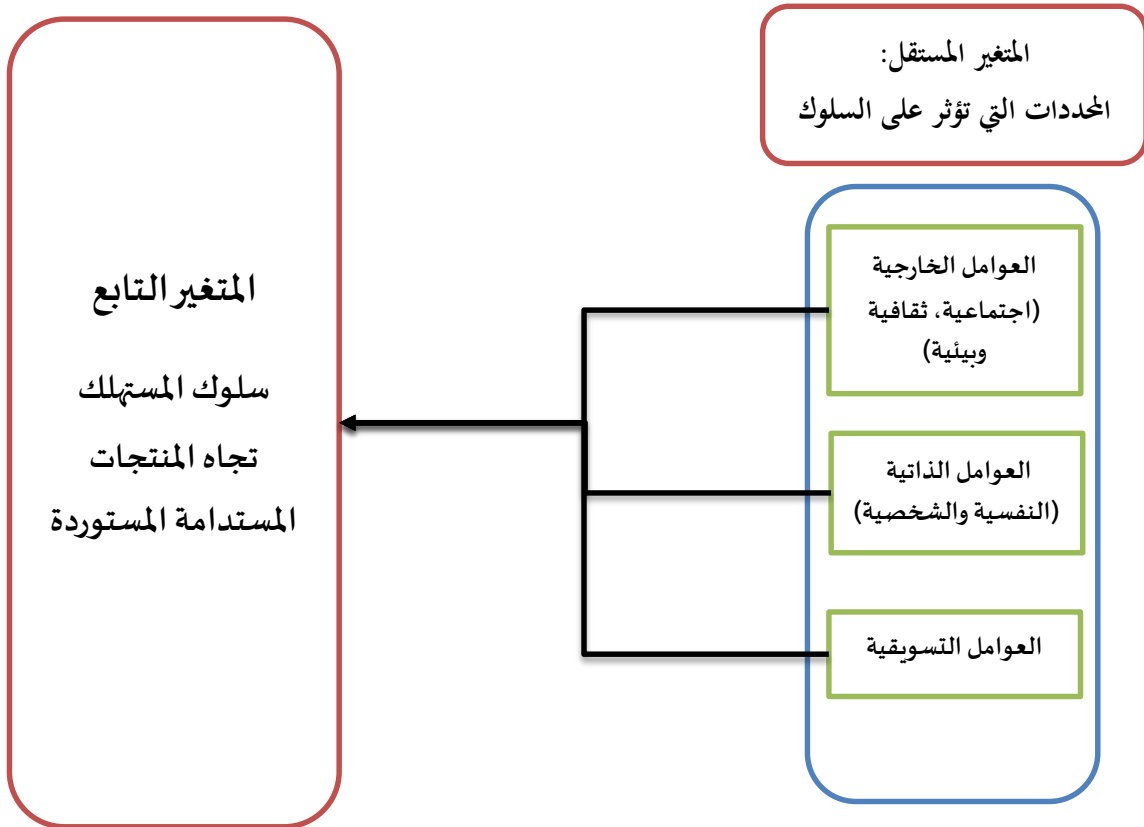 المتغير المستقل:
المحددات التي تؤثر على السلوك
العوامل الخارجية
(اجتماعية، ثقافية
وبيئية)
العوامل الذاتية
(النفسية والشخصية)
العوامل التسويقية
المتغير التابع
سلوك المستهلك
تجاه المنتجات
المستدامة المستوردة